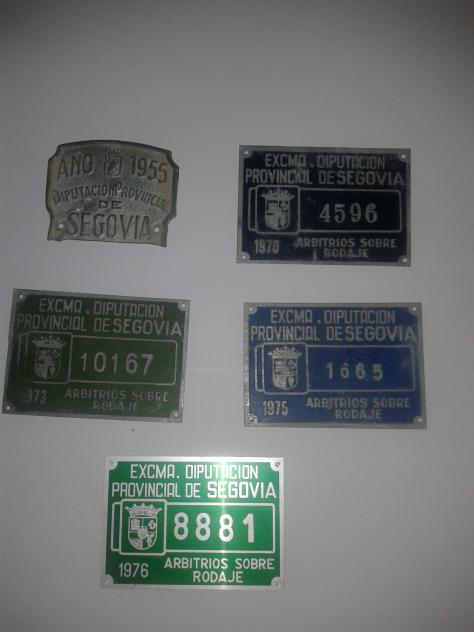 AÑO 1955
DIPUTACION PROVINCIAL
DE
SEGOVIA
EXCMA. DIPUTACION
PROVINCIAL DE SEGOVIA
4596
1970 ARBITRIOS SOBRE
RODAJE
EXCMA. DIPUTACION
PROVINCIAL DE SEGOVIA
10167
1973 ARBITRIOS SOBRE
RODAJE
EXCMA. DIPUTACION
PROVINCIAL DE SEGOVIA
1665
1975 ARBITRIOS SOBRE
RODAJE
EXCMA. DIPUTACION
PROVINCIAL DE SEGOVIA
8881
1976 ARBITRIOS SOBRE
RODAJE